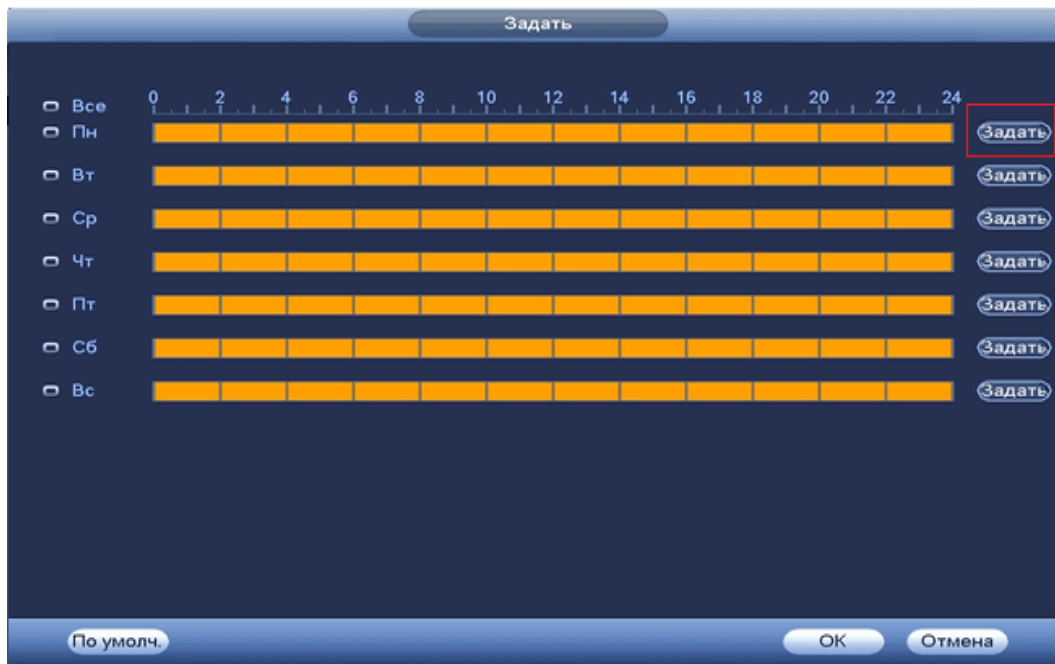 Задать
Все 0 2 4 6 8 10 12 14 16 18 20 22 24
Пн Задать
Вт Задать
Ср Задать
Чт Задать
Пт Задать
Сб Задать
Вс Задать
По умолч. OK Отмена